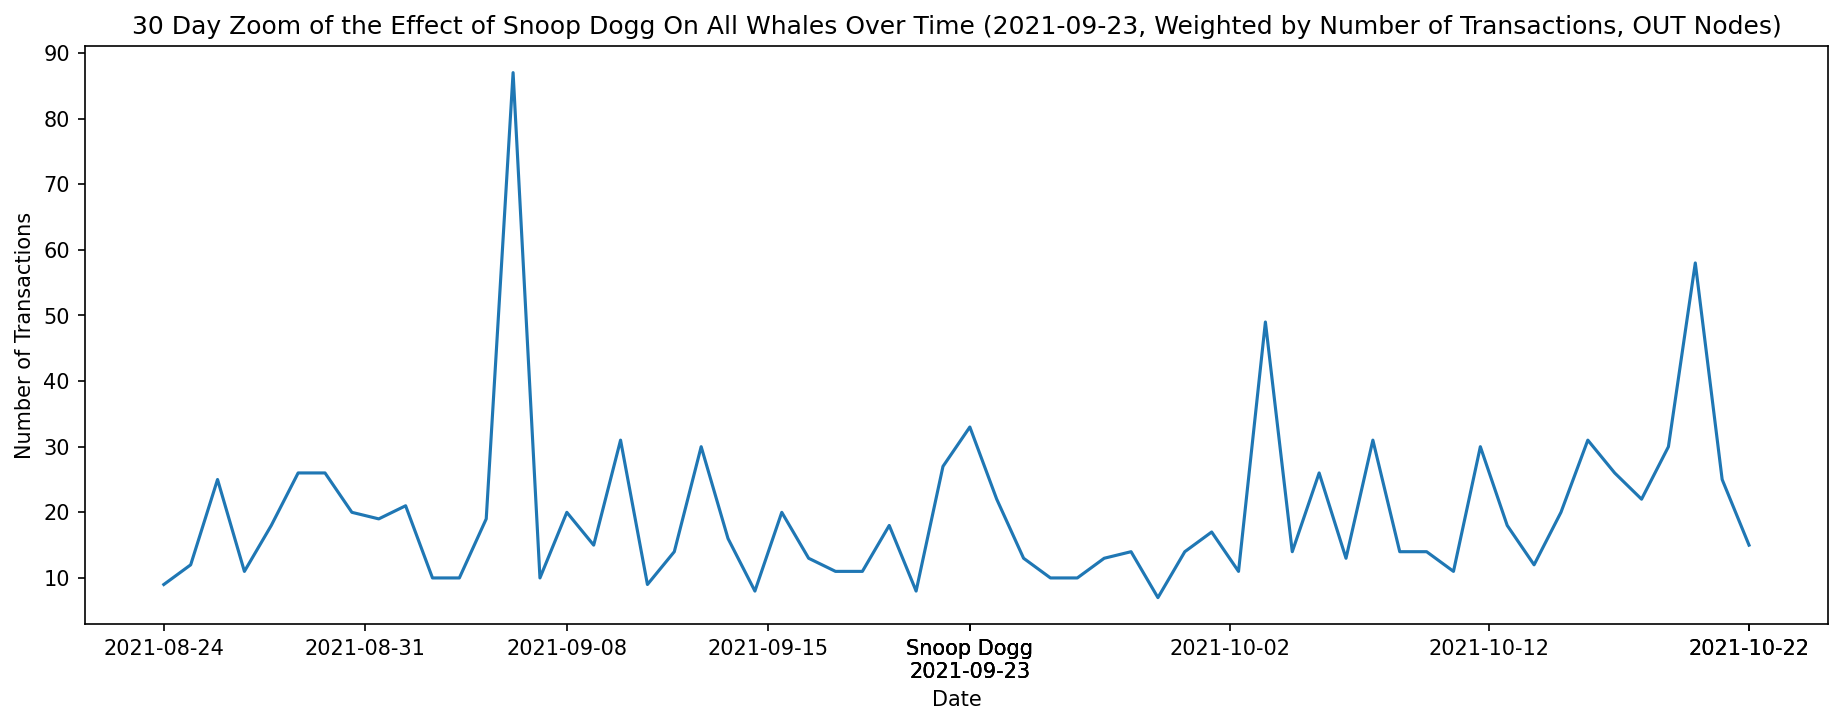 30 Day Zoom of the Effect of Snoop Dogg On All Whales Over Time (2021-09-23, Weighted by Number of Transactions, OUT Nodes)
Number of Transactions
90
80
70
60
50
40
30
20
10
2021-08-24 2021-08-31 2021-09-08 2021-09-15 Snoop Dogg 2021-10-02 2021-10-12 2021-10-22
2021-09-23
Date